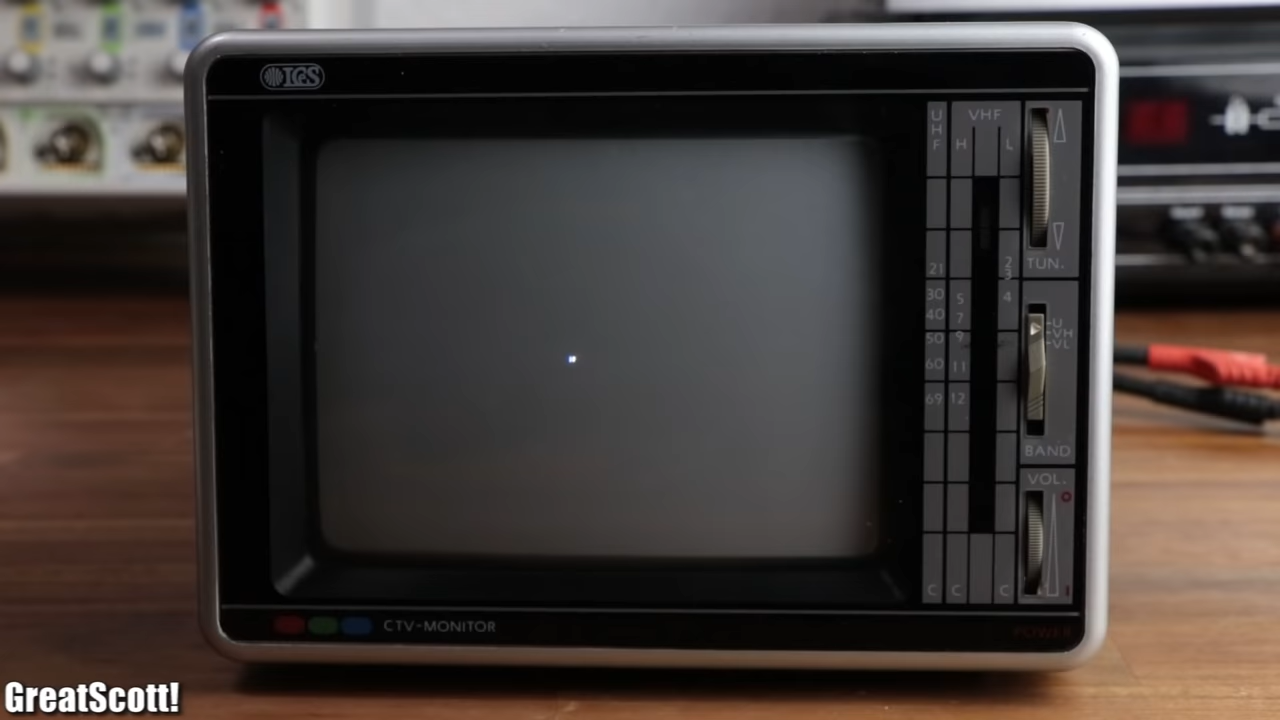 ICS
UHF
VHF
H
L
21
2
3
30
5
4
40
7
50
9
60
11
69
12
C
C
C
TUN.
U
VH
VL
BAND
VOL.
O
I
CTV-MONITOR
POWER
GreatScott!